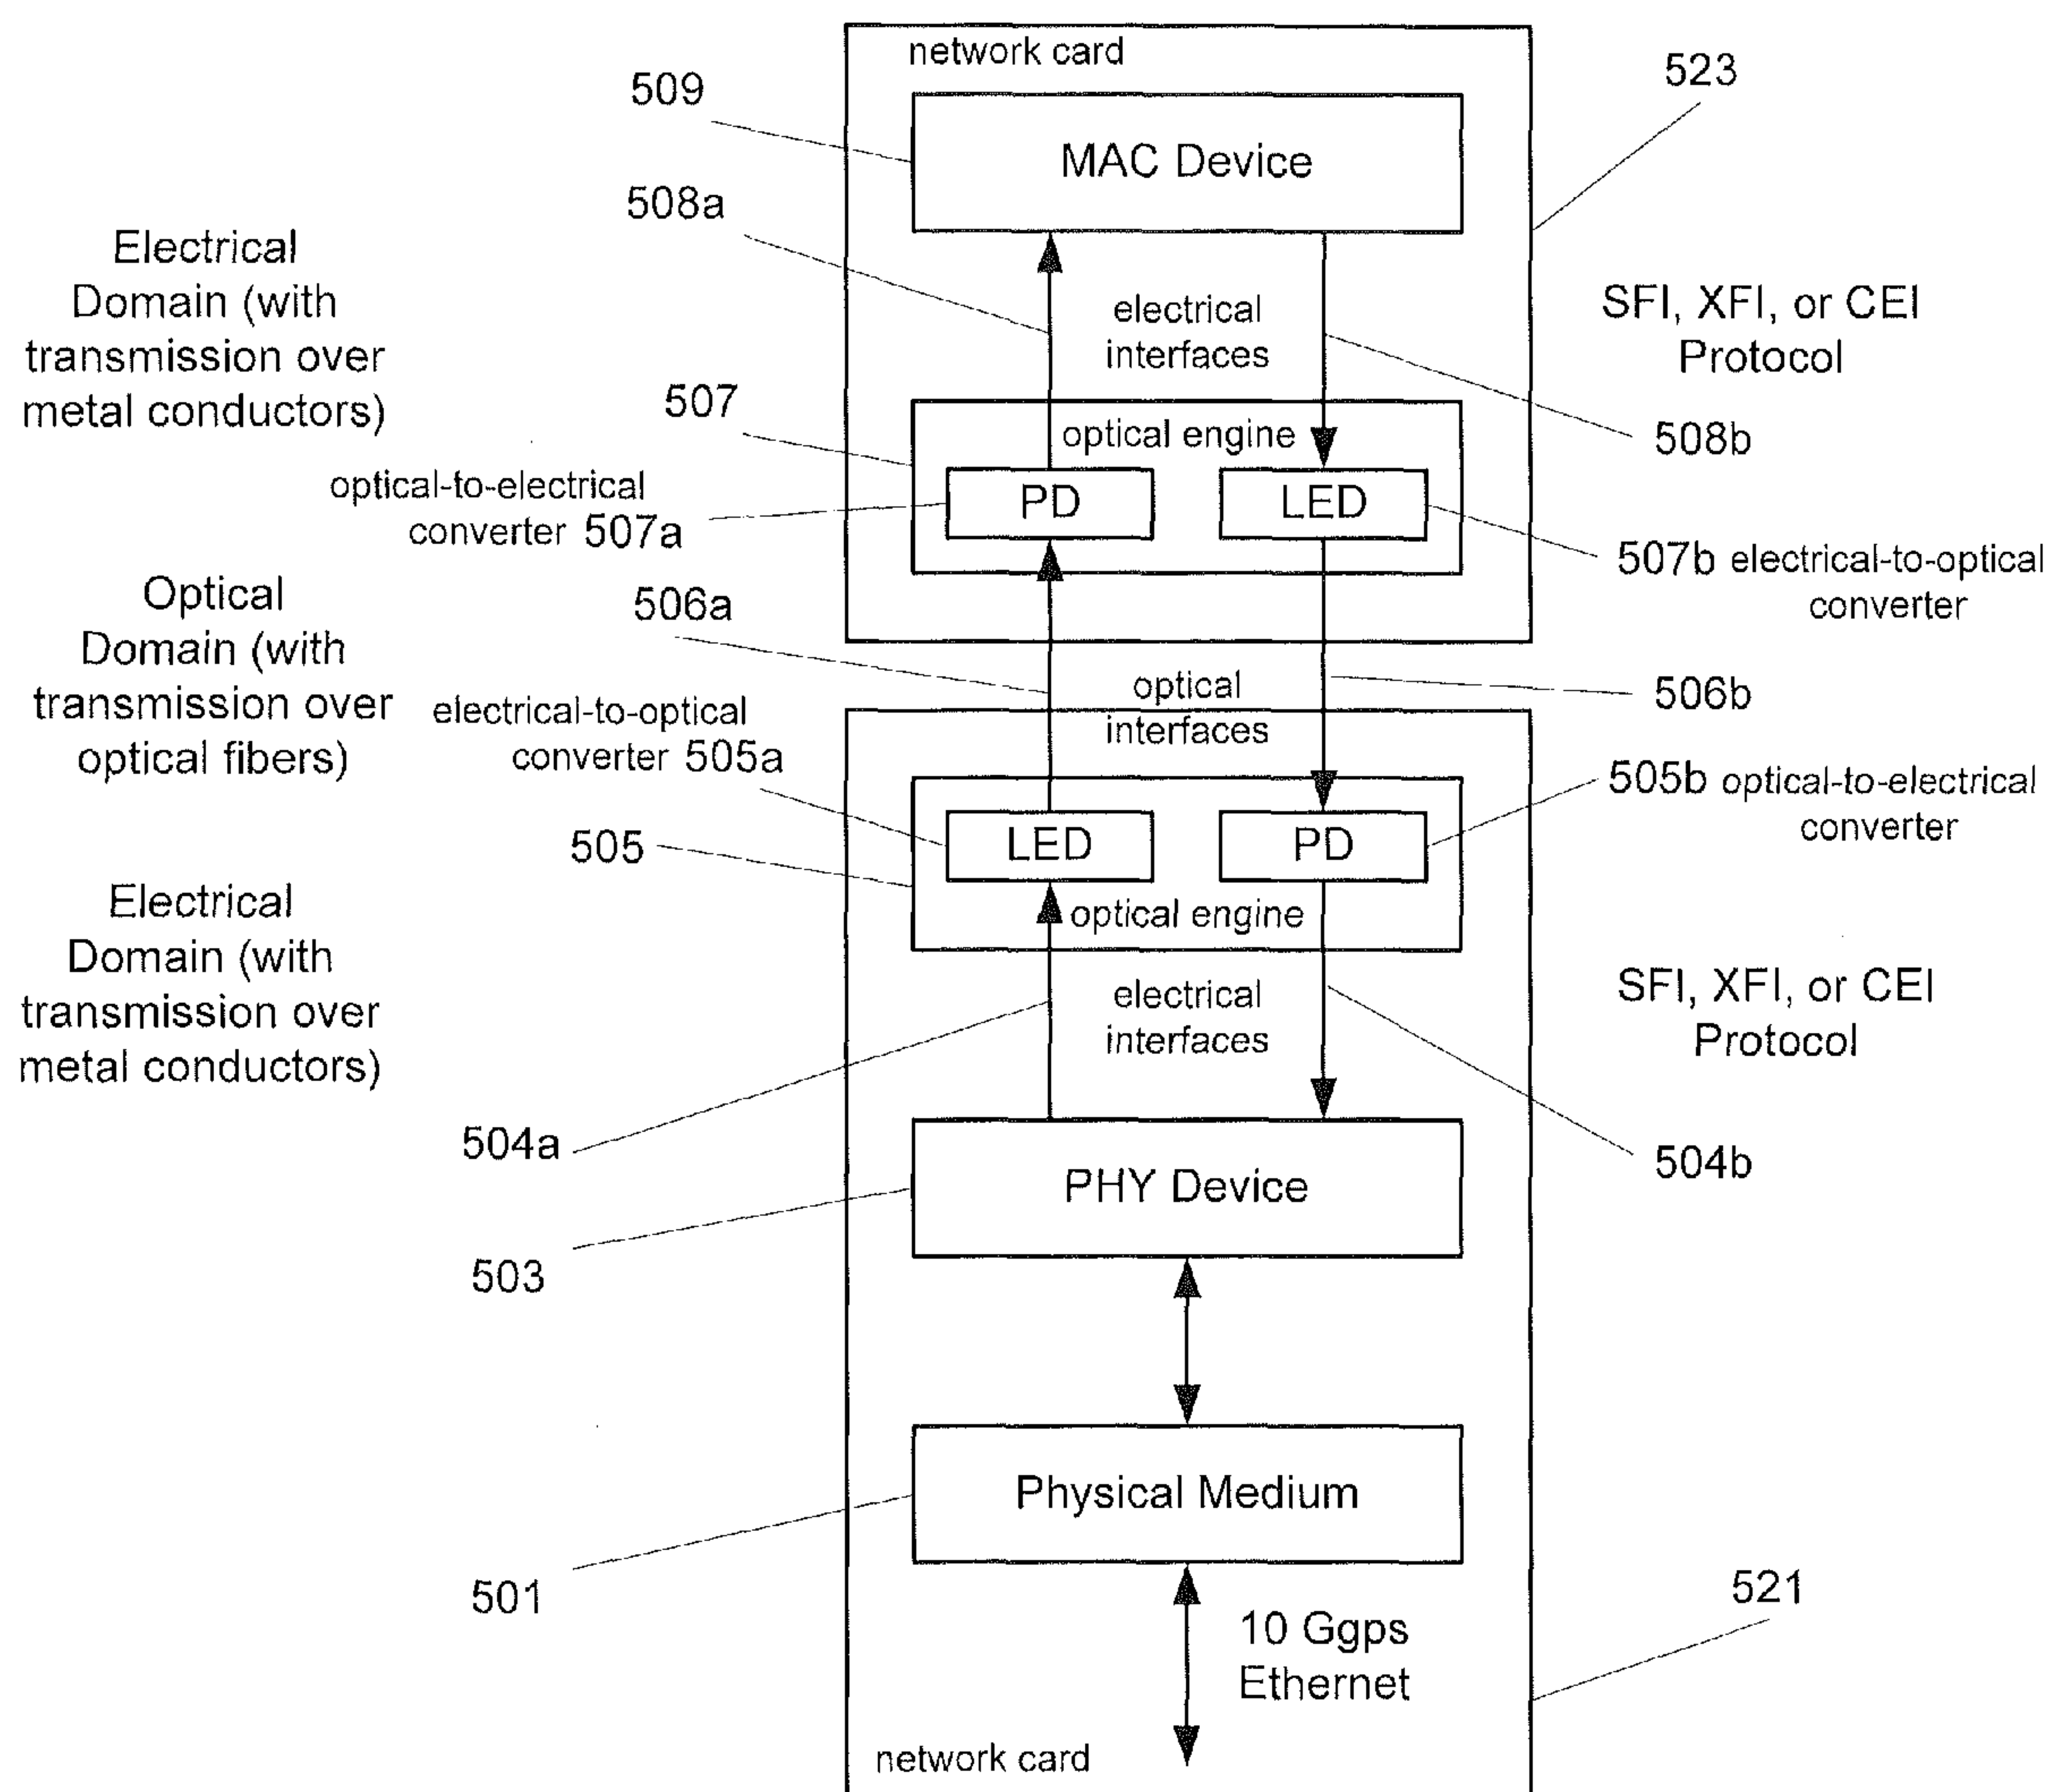 network card
523
509
MAC Device
508a
Electrical
Domain (with
transmission over
metal conductors)
electrical
interfaces
SFI, XFI, or CEI
Protocol
507
optical engine
508b
optical-to-electrical
converter 507a
PD
LED
507b electrical-to-optical
converter
Optical
Domain (with
transmission over
optical fibers)
506a
optical
interfaces
506b
electrical-to-optical
converter 505a
505b optical-to-electrical
converter
505
LED
PD
optical engine
Electrical
Domain (with
transmission over
metal conductors)
electrical
interfaces
SFI, XFI, or CEI
Protocol
504a
504b
PHY Device
503
Physical Medium
501
521
10 Ggps
Ethernet
network card